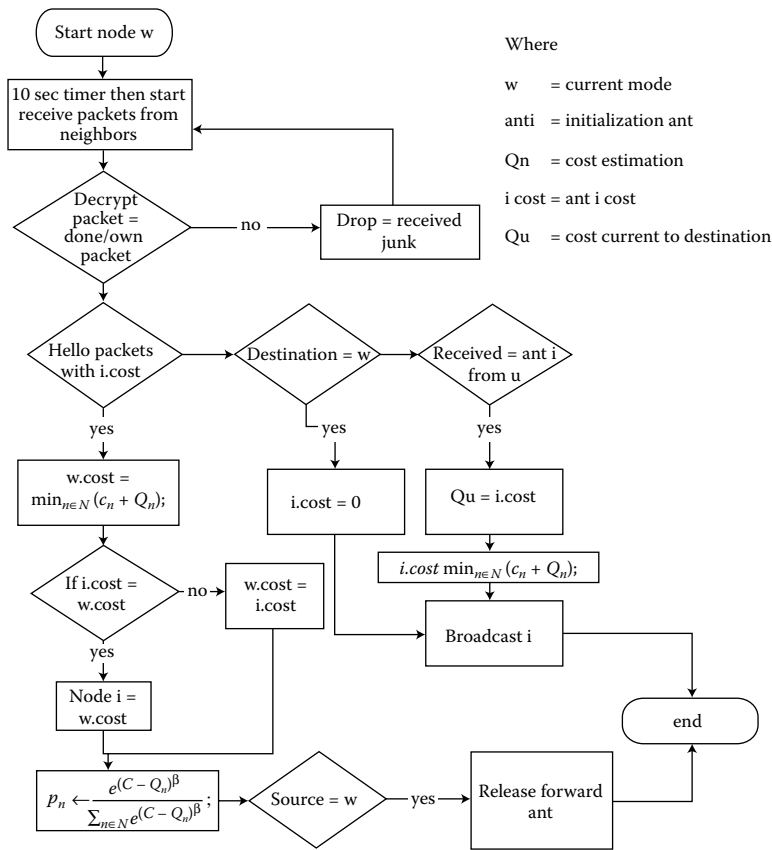 Start node w
10 sec timer then start
receive packets from
neighbors
Decrypt
packet =
done/own
packet
no
Drop = received
junk
Where
w = current mode
anti = initialization ant
Qn = cost estimation
i cost = ant i cost
Qu = cost current to destination
Hello packets
with i.cost
Destination = w
Received = ant i
from u
yes
yes
yes
w.cost =
min_{n∈N} (c_n + Q_n);
i.cost = 0
Qu = i.cost
i.cost min_{n∈N} (c_n + Q_n);
If i.cost =
w.cost
no
w.cost =
i.cost
Broadcast i
yes
Node i =
w.cost
end
p_n ← e^{(C – Q_n)^β} / ∑_{n∈N} e^{(C – Q_n)^β} ;
Source = w
yes
Release forward
ant